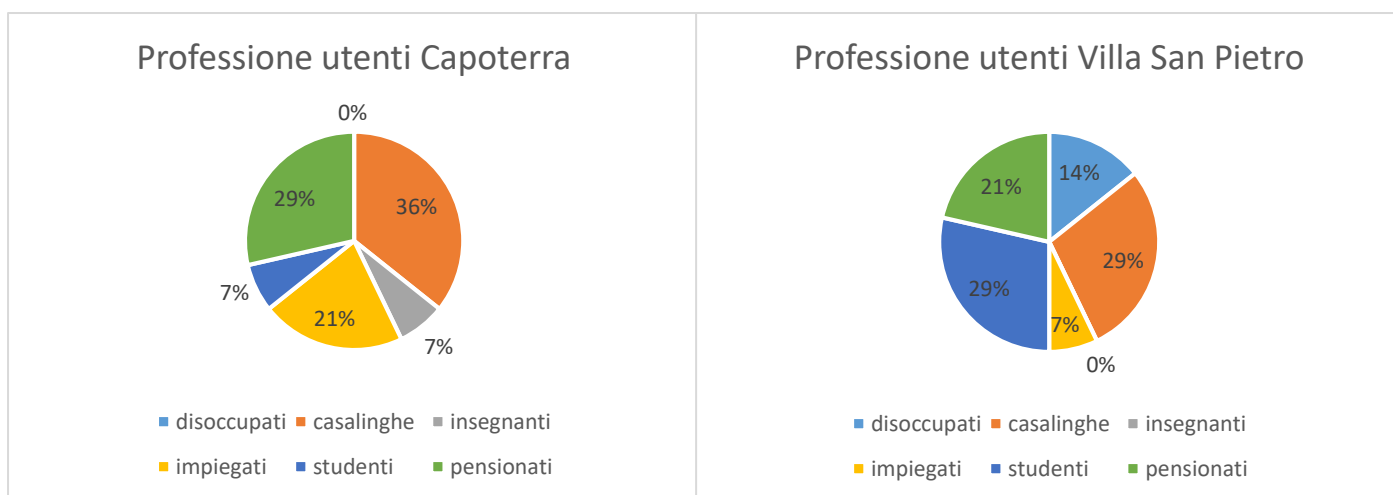 Professione utenti Capoterra
0%
36%
29%
7%
21%
7%
disoccupati casalinghe insegnanti
impiegati studenti pensionati
Professione utenti Villa San Pietro
14%
21%
29%
29%
7%
0%
disoccupati casalinghe insegnanti
impiegati studenti pensionati